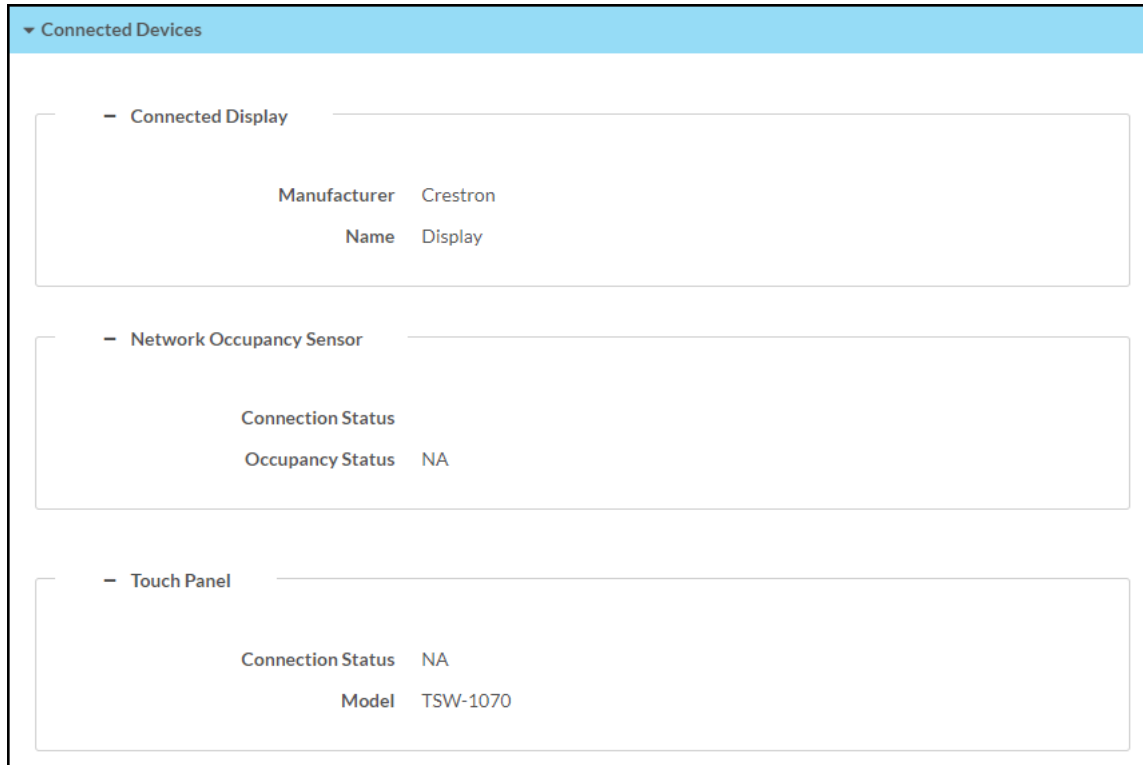 Connected Devices
– Connected Display
Manufacturer Crestron
Name Display
– Network Occupancy Sensor
Connection Status
Occupancy Status NA
– Touch Panel
Connection Status NA
Model TSW-1070